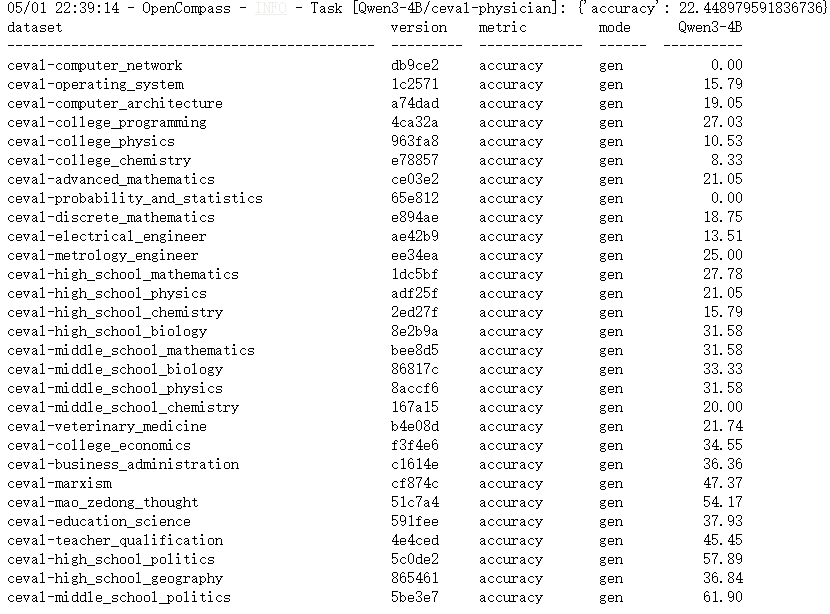 05/01 22:39:14 - OpenCompass - INFO - Task [Qwen3-4B/ceval-physician]: {'accuracy': 22.448979591836736}
dataset version metric mode Qwen3-4B
---------------------------------- --------- ------------- ------ ----------
ceval-computer_network db9ce2 accuracy gen 0.00
ceval-operating_system 1c2571 accuracy gen 15.79
ceval-computer_architecture a74dad accuracy gen 19.05
ceval-college_programming 4ca32a accuracy gen 27.03
ceval-college_physics 963fa8 accuracy gen 10.53
ceval-college_chemistry e78857 accuracy gen 8.33
ceval-advanced_mathematics ce03e2 accuracy gen 21.05
ceval-probability_and_statistics 65e812 accuracy gen 0.00
ceval-discrete_mathematics e894ae accuracy gen 18.75
ceval-electrical_engineer ae42b9 accuracy gen 13.51
ceval-metrology_engineer ee34ea accuracy gen 25.00
ceval-high_school_mathematics 1dc5bf accuracy gen 27.78
ceval-high_school_physics adf25f accuracy gen 21.05
ceval-high_school_chemistry 2ed27f accuracy gen 15.79
ceval-high_school_biology 8e2b9a accuracy gen 31.58
ceval-middle_school_mathematics bee8d5 accuracy gen 31.58
ceval-middle_school_biology 86817c accuracy gen 33.33
ceval-middle_school_physics 8accf6 accuracy gen 31.58
ceval-middle_school_chemistry 167a15 accuracy gen 20.00
ceval-veterinary_medicine b4e08d accuracy gen 21.74
ceval-college_economics f3f4e6 accuracy gen 34.55
ceval-business_administration c1614e accuracy gen 36.36
ceval-marxism cf874c accuracy gen 47.37
ceval-mao_zedong_thought 51c7a4 accuracy gen 54.17
ceval-education_science 591fee accuracy gen 37.93
ceval-teacher_qualification 4e4ced accuracy gen 45.45
ceval-high_school_politics 5c0de2 accuracy gen 57.89
ceval-high_school_geography 865461 accuracy gen 36.84
ceval-middle_school_politics 5be3e7 accuracy gen 61.90